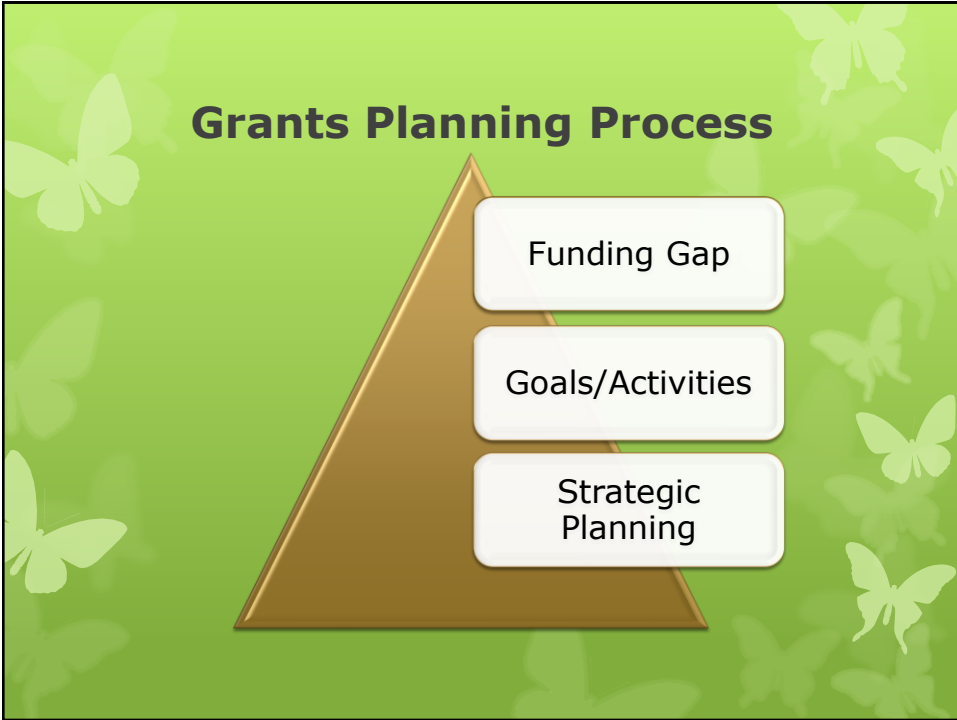 Grants Planning Process
Funding Gap
Goals/Activities
Strategic
Planning